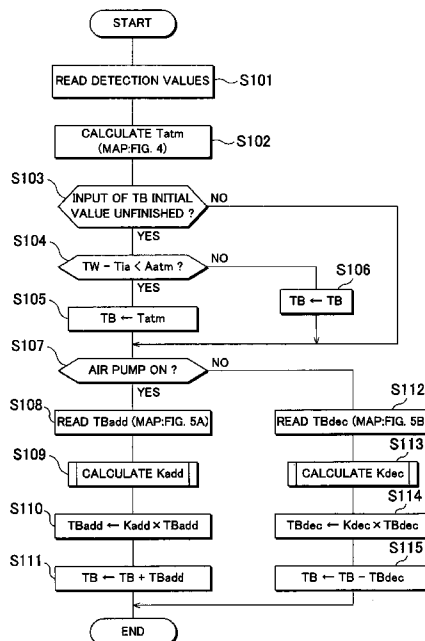 START
READ DETECTION VALUES
S101
CALCULATE Tatm
(MAP:FIG. 4)
S102
S103
INPUT OF TB INITIAL
VALUE UNFINISHED ?
NO
YES
S104
TW - Tia < Aatm ?
NO
YES
S105
TB ← Tatm
S106
TB ← TB
S107
AIR PUMP ON ?
NO
YES
S108
READ TBadd (MAP:FIG. 5A)
S112
READ TBdec (MAP:FIG. 5B
S109
CALCULATE Kadd
S113
CALCULATE Kdec
S110
TBadd ← Kadd × TBadd
S114
TBdec ← Kdec × TBdec
S111
TB ← TB + TBadd
S115
TB ← TB - TBdec
END